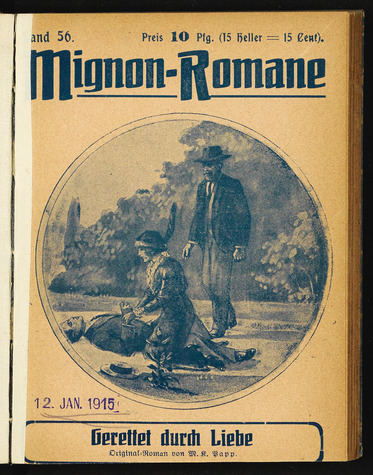 and 56.
Preis 10 Pfg. (15 Heller = 15 Cent).
Mignon-Romane
12. JAN. 1915
Gerettet durch Liebe
Original-Roman von M. K. Papp.